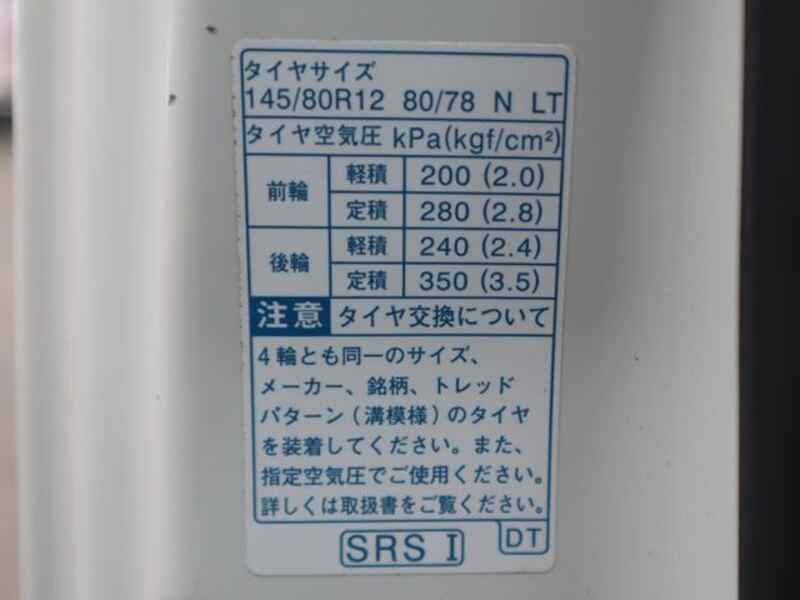 タイヤサイズ
145/80R12 80/78 N LT
タイヤ空気圧 kPa(kgf/cm²)
前輪 軽積 200 (2.0)
定積 280 (2.8)
後輪 軽積 240 (2.4)
定積 350 (3.5)
注意 タイヤ交換について
4輪とも同一のサイズ、
メーカー、銘柄、トレッド
パターン(溝模様)のタイヤ
を装着してください。また、
指定空気圧でご使用ください。
詳しくは取扱書をご覧ください。
SRS I DT